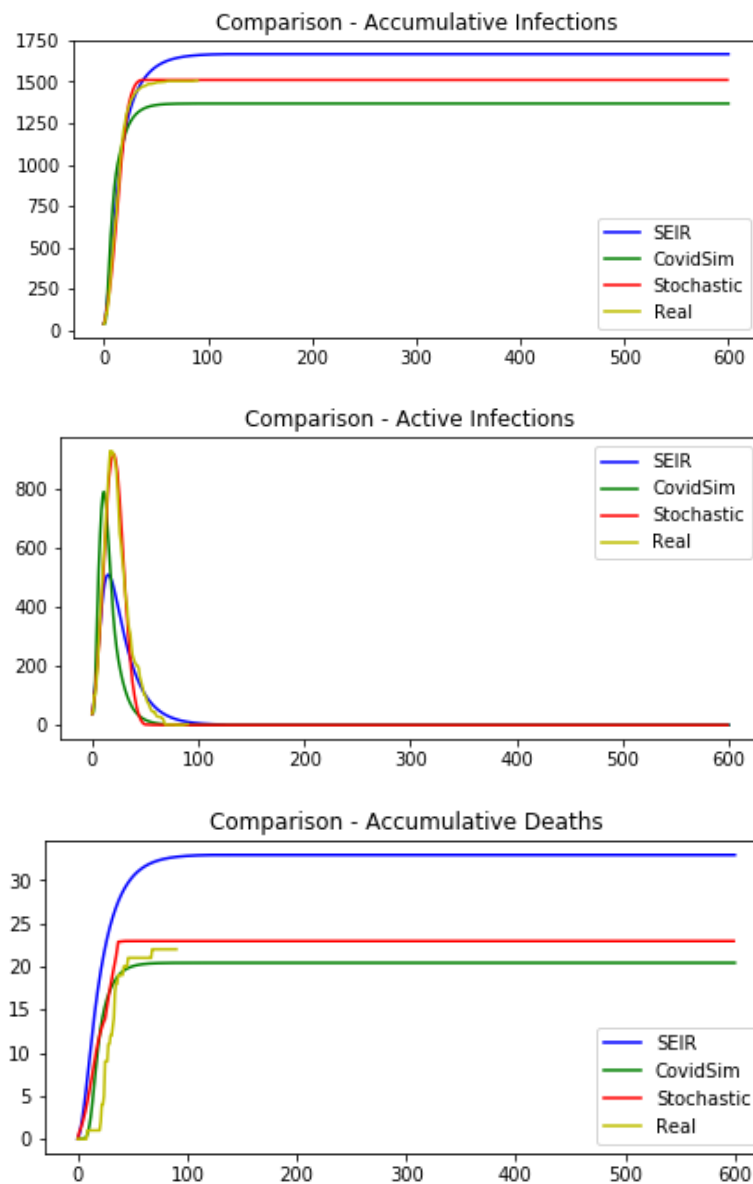 Comparison - Accumulative Infections
1750
1500
1250
1000
750
500
250
0
SEIR
CovidSim
Stochastic
Real
0 100 200 300 400 500 600
Comparison - Active Infections
800
600
400
200
0
SEIR
CovidSim
Stochastic
Real
0 100 200 300 400 500 600
Comparison - Accumulative Deaths
30
25
20
15
10
5
0
SEIR
CovidSim
Stochastic
Real
0 100 200 300 400 500 600